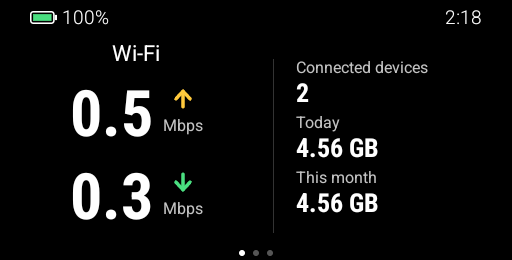 100%
2:18
Wi-Fi
0.5 Mbps
0.3 Mbps
Connected devices
2
Today
4.56 GB
This month
4.56 GB